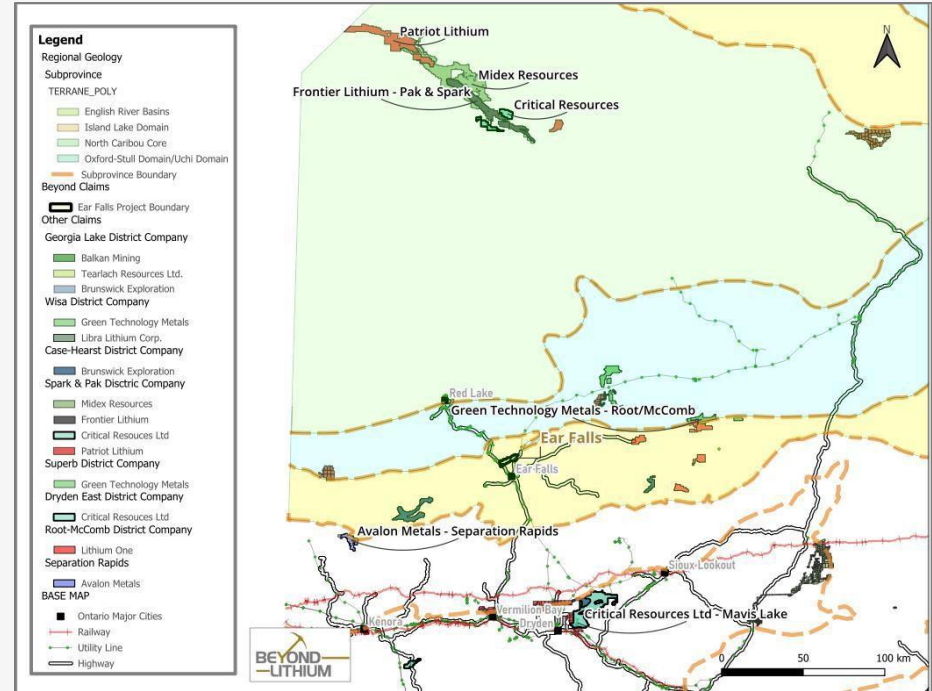 Legend
Regional Geology
Subprovince
TERRANE_POLY
English River Basins
Island Lake Domain
North Caribou Core
Oxford-Stull Domain/Uchi Domain
Subprovince Boundary
Beyond Claims
Ear Falls Project Boundary
Other Claims
Georgia Lake District Company
Balkan Mining
Tearlach Resources Ltd.
Brunswick Exploration
Wisa District Company
Green Technology Metals
Libra Lithium Corp.
Case-Hearst District Company
Brunswick Exploration
Spark & Pak Disctric Company
Midex Resources
Frontier Lithium
Critical Resouces Ltd
Patriot Lithium
Superb District Company
Green Technology Metals
Dryden East District Company
Critical Resouces Ltd
Root-McComb District Company
Lithium One
Separation Rapids
Avalon Metals
BASE MAP
Ontario Major Cities
Railway
Utility Line
Highway
N
Patriot Lithium
Midex Resources
Frontier Lithium - Pak & Spark
Critical Resources
Red Lake
Green Technology Metals - Root/McComb
Ear Falls
Ear Falls
Avalon Metals - Separation Rapids
Sioux Lookout
Vermilion Bay
Critical Resources Ltd - Mavis Lake
Kenora
Dryden
BEYOND
LITHIUM
0 50 100 km